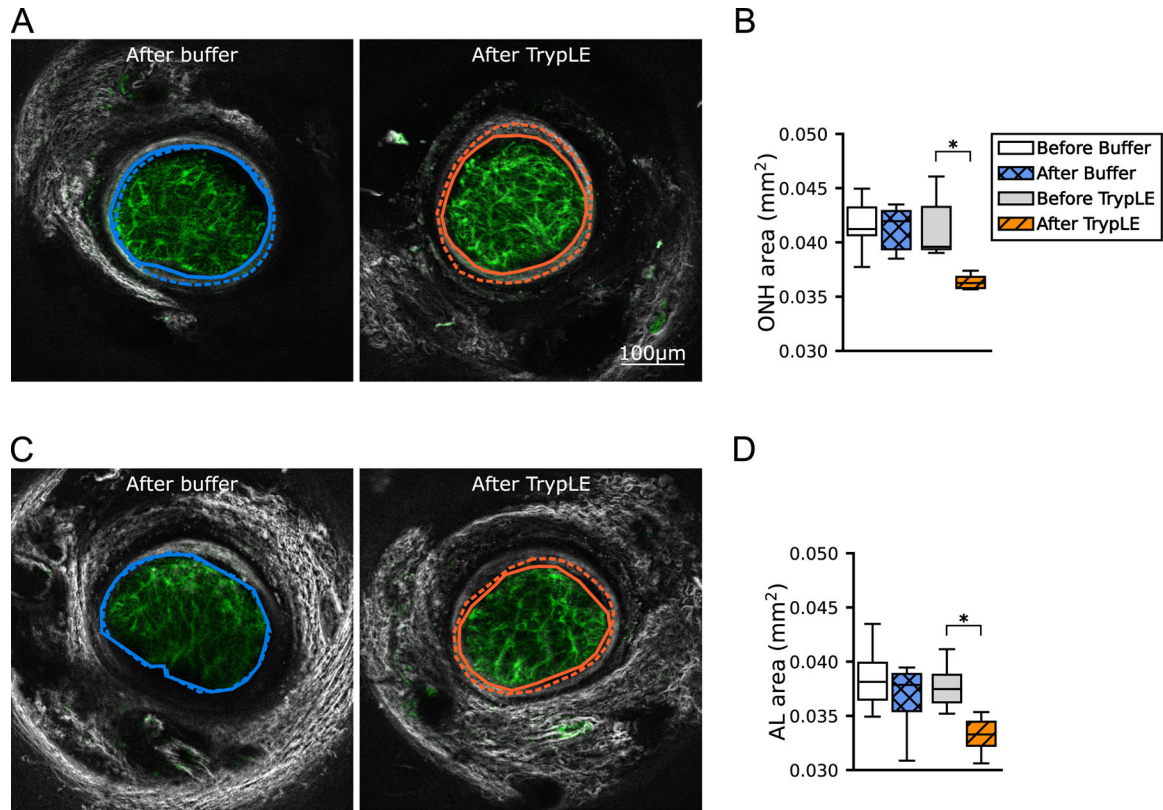 A
After buffer
After TrypLE
100µm
B
ONH area (mm²)
0.050
0.045
0.040
0.035
0.030
*
Before Buffer
After Buffer
Before TrypLE
After TrypLE
C
After buffer
After TrypLE
D
AL area (mm²)
0.050
0.045
0.040
0.035
0.030
*